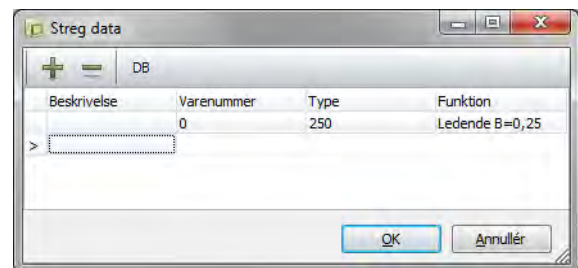 Streg data
DB
Beskrivelse Varenummer Type Funktion
0 250 Ledende B=0,25
>
OK Annullér